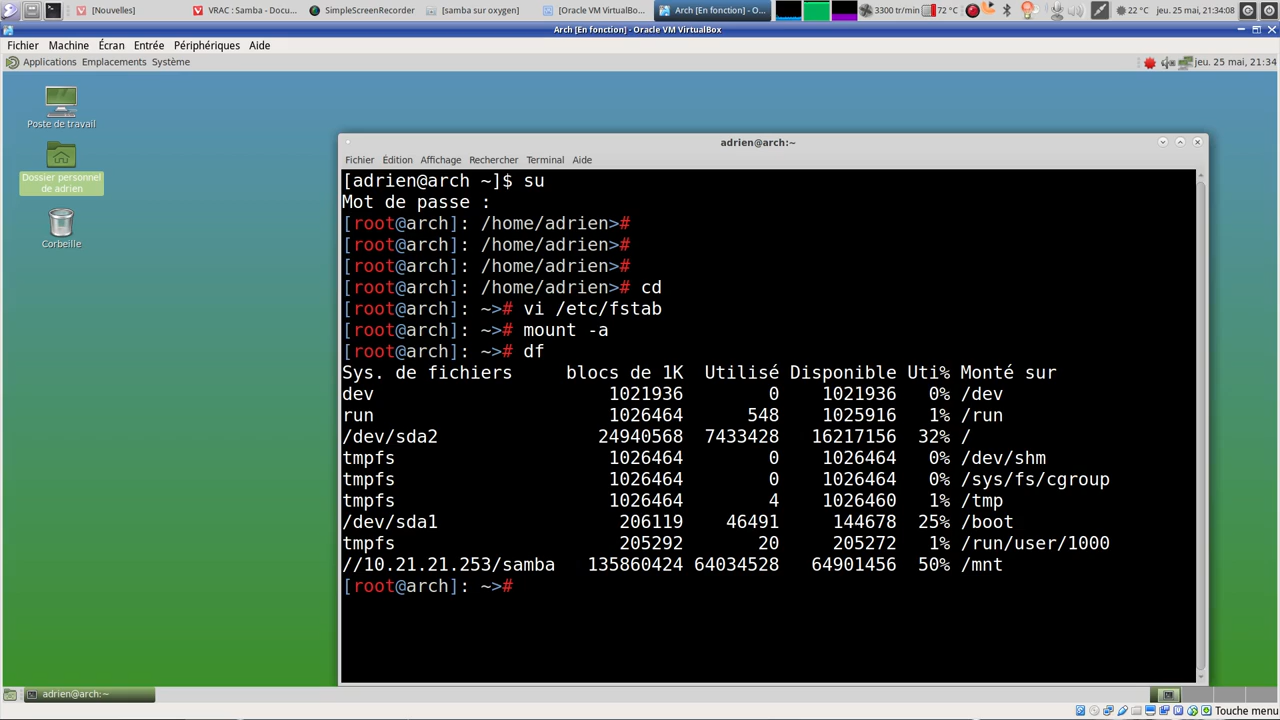 [Nouvelles]
VRAC : Samba - Docu...
SimpleScreenRecorder
[samba sur oxygen]
[Oracle VM VirtualBo...
Arch [En fonction] - O...
3300 tr/min
72 °C
22 °C
jeu. 25 mai, 21:34:08
Arch [En fonction] - Oracle VM VirtualBox
Fichier Machine Écran Entrée Périphériques Aide
Applications Emplacements Système
jeu. 25 mai, 21:34
Poste de travail
Dossier personnel
de adrien
Corbeille
adrien@arch:~
Fichier Édition Affichage Rechercher Terminal Aide
[adrien@arch ~]$ su
Mot de passe :
[root@arch]: /home/adrien>#
[root@arch]: /home/adrien>#
[root@arch]: /home/adrien>#
[root@arch]: /home/adrien># cd
[root@arch]: ~># vi /etc/fstab
[root@arch]: ~># mount -a
[root@arch]: ~># df
Sys. de fichiers blocs de 1K Utilisé Disponible Uti% Monté sur
dev 1021936 0 1021936 0% /dev
run 1026464 548 1025916 1% /run
/dev/sda2 24940568 7433428 16217156 32% /
tmpfs 1026464 0 1026464 0% /dev/shm
tmpfs 1026464 0 1026464 0% /sys/fs/cgroup
tmpfs 1026464 4 1026460 1% /tmp
/dev/sda1 206119 46491 144678 25% /boot
tmpfs 205292 20 205272 1% /run/user/1000
//10.21.21.253/samba 135860424 64034528 64901456 50% /mnt
[root@arch]: ~>#
adrien@arch:~
Touche menu